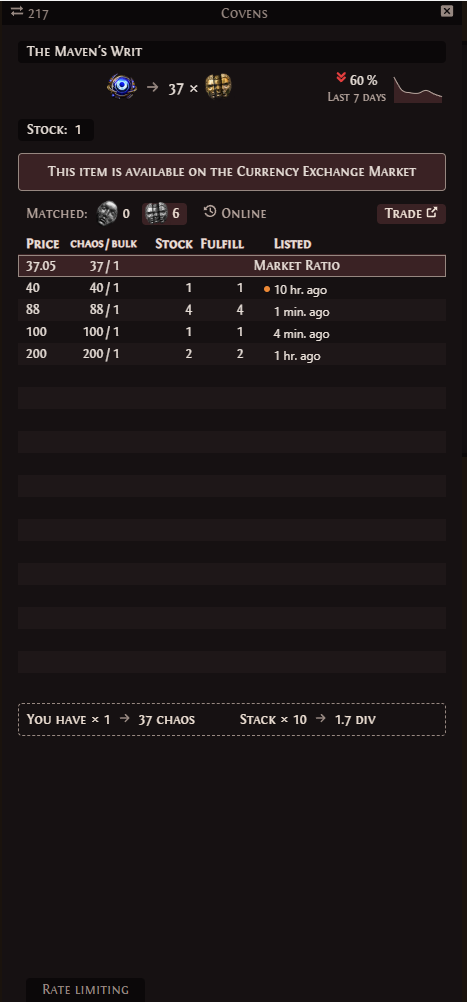 ⇄ 217 Covens
The Maven's Writ
→ 37 ×
60 %
Last 7 days
Stock: 1
This item is available on the Currency Exchange Market
Matched: 0 6 Online Trade
Price chaos / bulk Stock Fulfill Listed
37.05 37 / 1 Market Ratio
40 40 / 1 1 1 10 hr. ago
88 88 / 1 4 4 1 min. ago
100 100 / 1 1 1 4 min. ago
200 200 / 1 2 2 1 hr. ago
You have × 1 → 37 chaos Stack × 10 → 1.7 div
Rate limiting